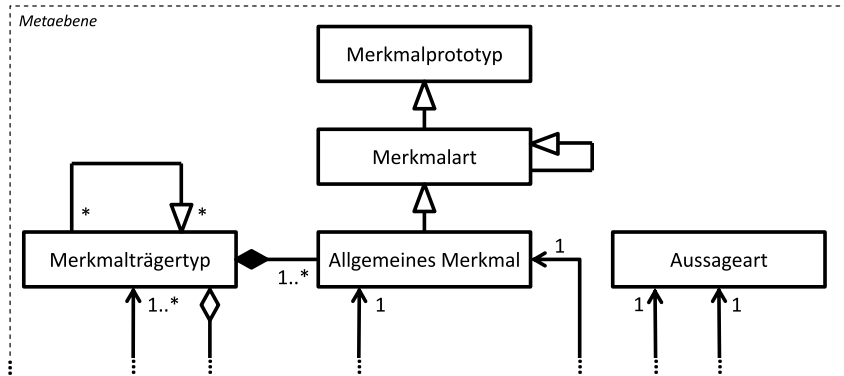 Metaebene
Merkmalprototyp
Merkmalart
* *
Merkmalträgertyp
Allgemeines Merkmal
1
Aussageart
1..*
1..*
1
1
1